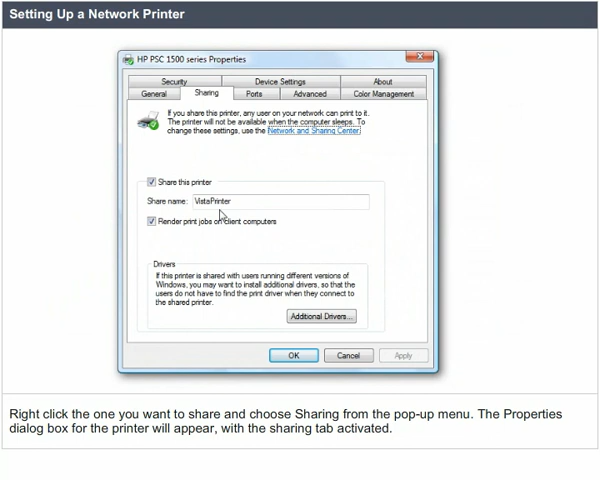 Setting Up a Network Printer
HP PSC 1500 series Properties
Security Device Settings About
General Sharing Ports Advanced Color Management
If you share this printer, any user on your network can print to it.
The printer will not be available when the computer sleeps. To
change these settings, use the Network and Sharing Center.
Share this printer
Share name: VistaPrinter
Render print jobs on client computers
Drivers
If this printer is shared with users running different versions of
Windows, you may want to install additional drivers, so that the
users do not have to find the print driver when they connect to
the shared printer.
Additional Drivers...
OK Cancel Apply
Right click the one you want to share and choose Sharing from the pop-up menu. The Properties
dialog box for the printer will appear, with the sharing tab activated.